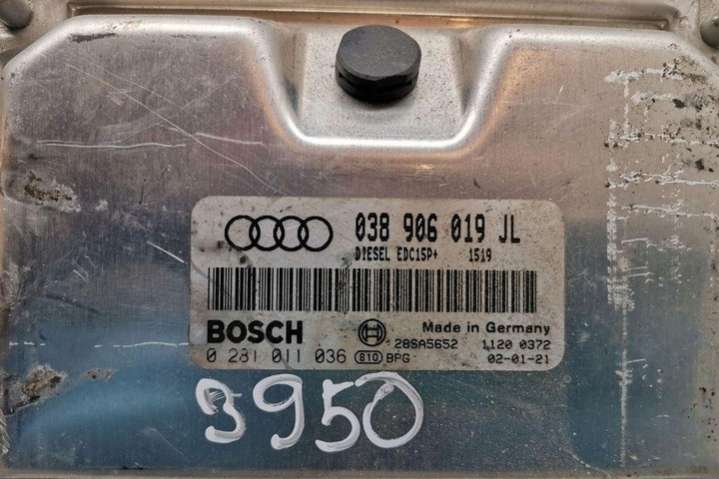 038 906 019 JL
DIESEL EDC15P+ 1519
BOSCH
Made in Germany
28SA5652 1120 0372
0 281 011 036 810 BPG 02-01-21
3950